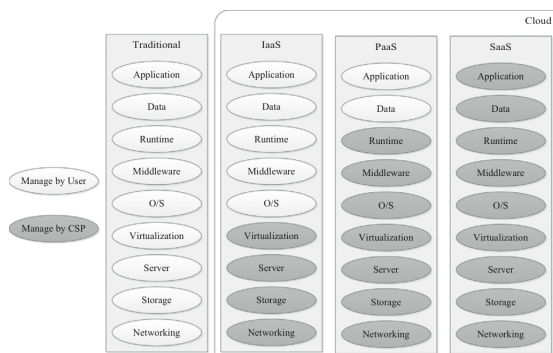 Cloud
Traditional IaaS PaaS SaaS
Application Application Application Application
Data Data Data Data
Runtime Runtime Runtime Runtime
Middleware Middleware Middleware Middleware
Manage by User
O/S O/S O/S O/S
Manage by CSP
Virtualization Virtualization Virtualization Virtualization
Server Server Server Server
Storage Storage Storage Storage
Networking Networking Networking Networking